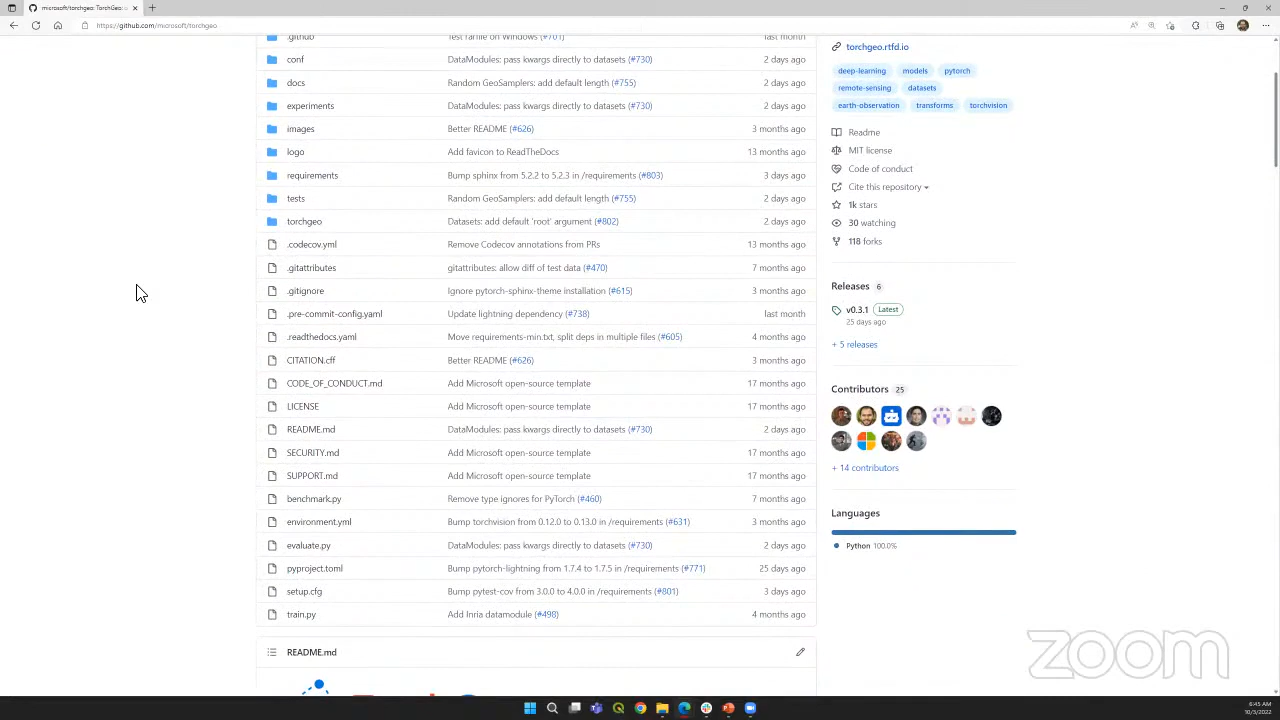 microsoft/torchgeo: TorchGeo:
https://github.com/microsoft/torchgeo
.github Test rarfile on Windows (#701) last month
conf DataModules: pass kwargs directly to datasets (#730) 2 days ago
docs Random GeoSamplers: add default length (#755) 2 days ago
experiments DataModules: pass kwargs directly to datasets (#730) 2 days ago
images Better README (#626) 3 months ago
logo Add favicon to ReadTheDocs 13 months ago
requirements Bump sphinx from 5.2.2 to 5.2.3 in /requirements (#803) 3 days ago
tests Random GeoSamplers: add default length (#755) 2 days ago
torchgeo Datasets: add default 'root' argument (#802) 2 days ago
.codecov.yml Remove Codecov annotations from PRs 13 months ago
.gitattributes gitattributes: allow diff of test data (#470) 7 months ago
.gitignore Ignore pytorch-sphinx-theme installation (#615) 3 months ago
.pre-commit-config.yaml Update lightning dependency (#738) last month
.readthedocs.yaml Move requirements-min.txt, split deps in multiple files (#605) 4 months ago
CITATION.cff Better README (#626) 3 months ago
CODE_OF_CONDUCT.md Add Microsoft open-source template 17 months ago
LICENSE Add Microsoft open-source template 17 months ago
README.md DataModules: pass kwargs directly to datasets (#730) 2 days ago
SECURITY.md Add Microsoft open-source template 17 months ago
SUPPORT.md Add Microsoft open-source template 17 months ago
benchmark.py Remove type ignores for PyTorch (#460) 7 months ago
environment.yml Bump torchvision from 0.12.0 to 0.13.0 in /requirements (#631) 3 months ago
evaluate.py DataModules: pass kwargs directly to datasets (#730) 2 days ago
pyproject.toml Bump pytorch-lightning from 1.7.4 to 1.7.5 in /requirements (#771) 25 days ago
setup.cfg Bump pytest-cov from 3.0.0 to 4.0.0 in /requirements (#801) 3 days ago
train.py Add Inria datamodule (#498) 4 months ago
README.md
torchgeo.rtfd.io
deep-learning models pytorch
remote-sensing datasets
earth-observation transforms torchvision
Readme
MIT license
Code of conduct
Cite this repository
1k stars
30 watching
118 forks
Releases 6
v0.3.1 Latest
25 days ago
+ 5 releases
Contributors 25
+ 14 contributors
Languages
Python 100.0%
zoom
6:45 AM
10/3/2022